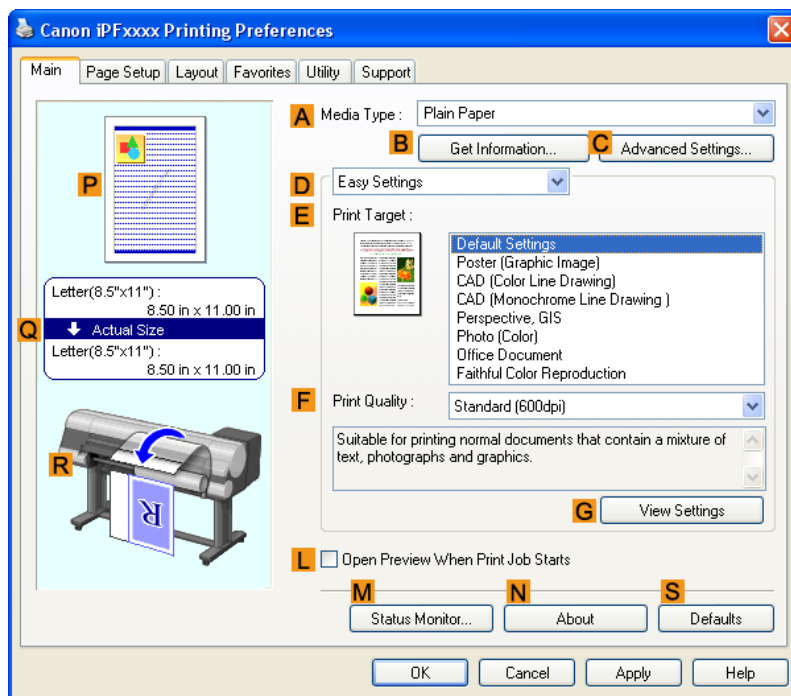 Canon iPFxxxx Printing Preferences
Main Page Setup Layout Favorites Utility Support
A Media Type : Plain Paper
B Get Information... C Advanced Settings...
D Easy Settings
E Print Target :
Default Settings
Poster (Graphic Image)
CAD (Color Line Drawing)
CAD (Monochrome Line Drawing )
Perspective, GIS
Photo (Color)
Office Document
Faithful Color Reproduction
F Print Quality : Standard (600dpi)
Suitable for printing normal documents that contain a mixture of
text, photographs and graphics.
G View Settings
P
Letter(8.5"x11") :
8.50 in x 11.00 in
Q Actual Size
Letter(8.5"x11") :
8.50 in x 11.00 in
R
R
L Open Preview When Print Job Starts
M Status Monitor... N About S Defaults
OK Cancel Apply Help